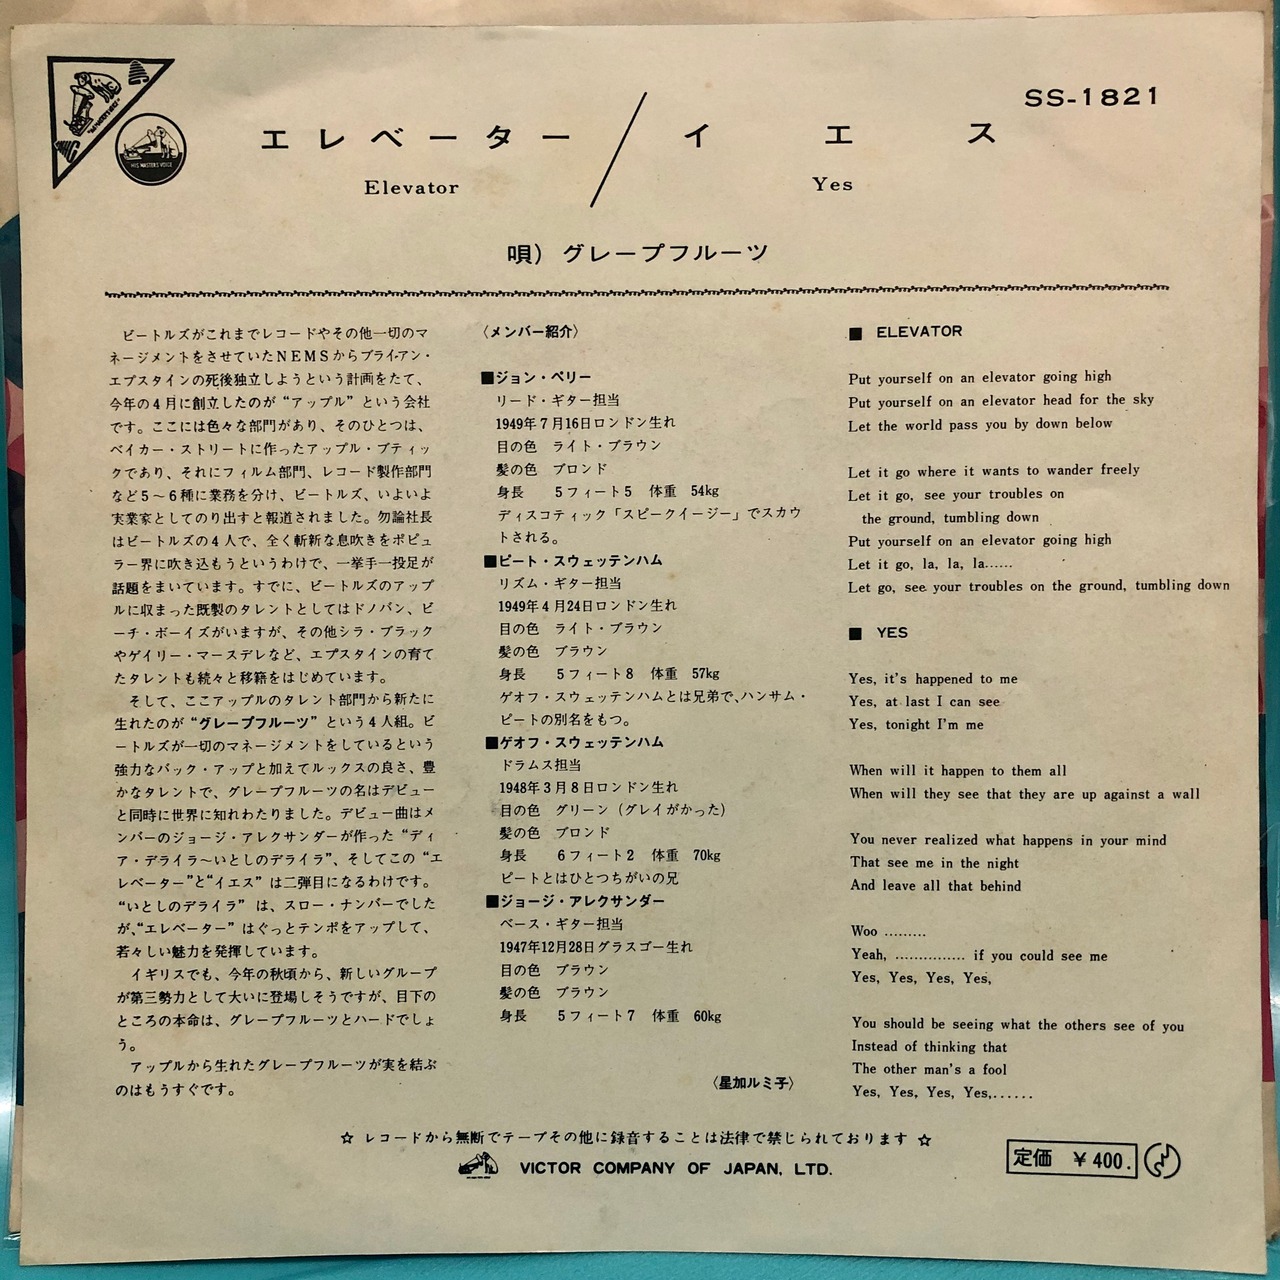 SS-1821
エレベーター／イエス
Elevator
Yes
唄）グレープフルーツ
HIS MASTERS VOICE
ビートルズがこれまでレコードやその他一切のマ
ネージメントをさせていたNEMSからブライアン・
エプスタインの死後独立しようという計画をたて、
今年の4月に創立したのが“アップル”という会社
です。ここには色々な部門があり、そのひとつは、
ベイカー・ストリートに作ったアップル・ブティッ
クであり、それにフィルム部門、レコード製作部門
など5～6種に業務を分け、ビートルズ、いよいよ
実業家としてのり出すと報道されました。勿論社長
はビートルズの4人で、全く斬新な息吹きをポピュ
ラー界に吹き込もうというわけで、一挙手一投足が
話題をまいています。すでに、ビートルズのアップ
ルに収まった既製のタレントとしてはドノバン、ビ
ーチ・ボーイズがいますが、その他シラ・ブラック
やゲイリー・マースデレなど、エプスタインの育て
たタレントも続々と移籍をはじめています。
そして、ここアップルのタレント部門から新たに
生れたのが“グレープフルーツ”という4人組。ビ
ートルズが一切のマネージメントをしているという
強力なバック・アップと加えてルックスの良さ、豊
かなタレントで、グレープフルーツの名はデビュー
と同時に世界に知れわたりました。デビュー曲はメ
ンバーのジョージ・アレクサンダーが作った“ディ
ア・デライラ～いとしのデライラ”、そしてこの“エ
レベーター”と“イエス”は二弾目になるわけです。
“いとしのデライラ”は、スロー・ナンバーでした
が、“エレベーター”はぐっとテンポをアップして、
若々しい魅力を発揮しています。
イギリスでも、今年の秋頃から、新しいグループ
が第三勢力として大いに登場しそうですが、目下の
ところの本命は、グレープフルーツとハードでしょ
う。
アップルから生れたグレープフルーツが実を結ぶ
のはもうすぐです。
〈メンバー紹介〉
■ジョン・ペリー
リード・ギター担当
1949年7月16日ロンドン生れ
目の色　ライト・ブラウン
髪の色　ブロンド
身長　5フィート5　体重　54kg
ディスコティック「スピークイージー」でスカウ
トされる。
■ピート・スウェッテンハム
リズム・ギター担当
1949年4月24日ロンドン生れ
目の色　ライト・ブラウン
髪の色　ブラウン
身長　5フィート8　体重　57kg
ゲオフ・スウェッテンハムとは兄弟で、ハンサム・
ピートの別名をもつ。
■ゲオフ・スウェッテンハム
ドラムス担当
1948年3月8日ロンドン生れ
目の色　グリーン（グレイがかった）
髪の色　ブロンド
身長　6フィート2　体重　70kg
ピートとはひとつちがいの兄
■ジョージ・アレクサンダー
ベース・ギター担当
1947年12月28日グラスゴー生れ
目の色　ブラウン
髪の色　ブラウン
身長　5フィート7　体重　60kg
〈星加ルミ子〉
■ ELEVATOR
Put yourself on an elevator going high
Put yourself on an elevator head for the sky
Let the world pass you by down below
Let it go where it wants to wander freely
Let it go, see your troubles on
the ground, tumbling down
Put yourself on an elevator going high
Let it go, la, la, la......
Let go, see your troubles on the ground, tumbling down
■ YES
Yes, it's happened to me
Yes, at last I can see
Yes, tonight I'm me
When will it happen to them all
When will they see that they are up against a wall
You never realized what happens in your mind
That see me in the night
And leave all that behind
Woo .........
Yeah, ............... if you could see me
Yes, Yes, Yes, Yes,
You should be seeing what the others see of you
Instead of thinking that
The other man's a fool
Yes, Yes, Yes, Yes,......
☆ レコードから無断でテープその他に録音することは法律で禁じられております ☆
VICTOR COMPANY OF JAPAN, LTD.
定価 ¥400.